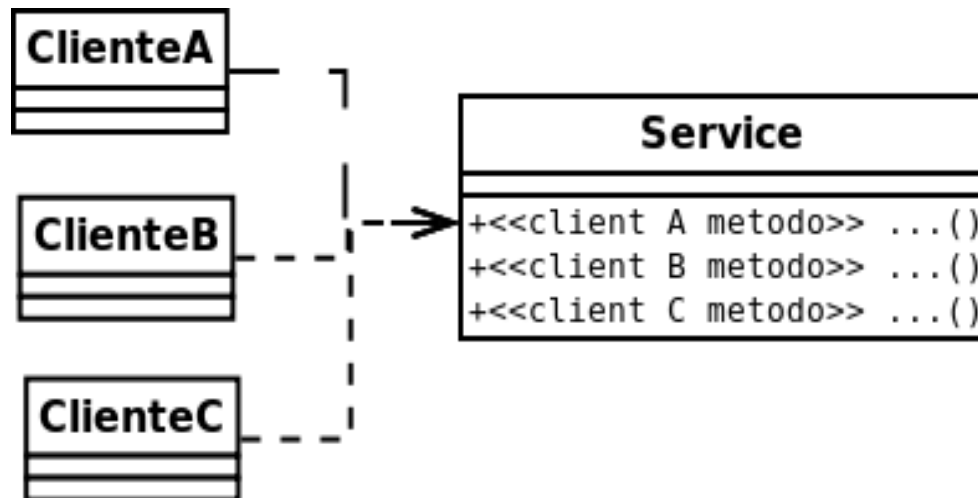 ClienteA
Service
ClienteB
+<<client A metodo>> ...()
+<<client B metodo>> ...()
+<<client C metodo>> ...()
ClienteC